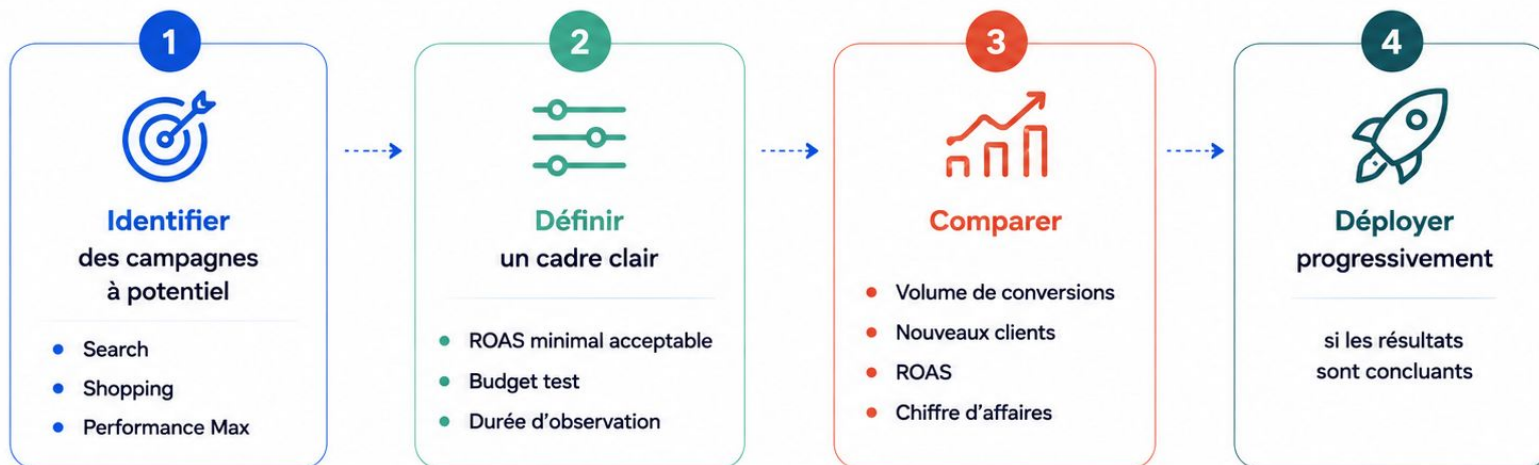 1
Identifier
des campagnes
à potentiel
Search
Shopping
Performance Max
2
Définir
un cadre clair
ROAS minimal acceptable
Budget test
Durée d’observation
3
Comparer
Volume de conversions
Nouveaux clients
ROAS
Chiffre d’affaires
4
Déployer
progressivement
si les résultats
sont concluants